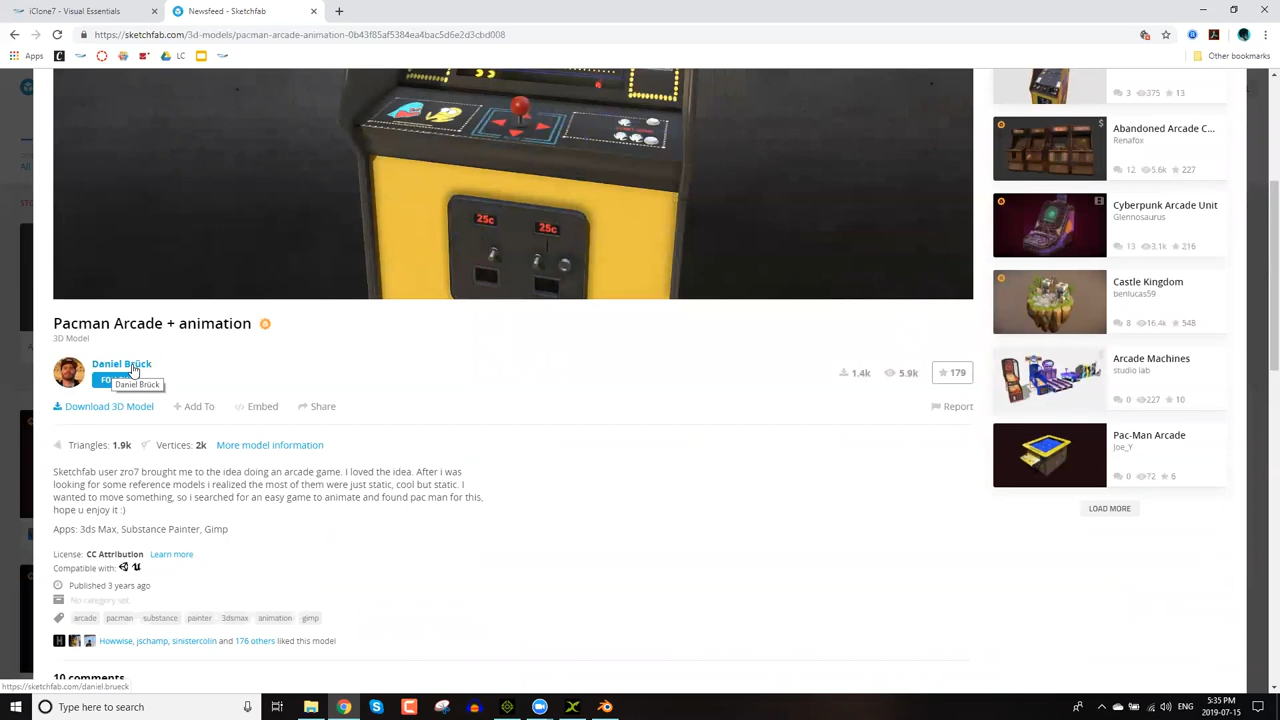 iClone7 - Visual Essentials
Newsfeed - Sketchfab
https://sketchfab.com/3d-models/pacman-arcade-animation-0b43f85af5384ea4bac5d6e2d3cbd008
Apps
LC
Other bookmarks
25c
25c
3 375 13
Abandoned Arcade C...
Renafox
12 5.6k 227
Cyberpunk Arcade Unit
Glennosaurus
13 3.1k 216
Castle Kingdom
benlucas59
8 16.4k 548
Arcade Machines
studio lab
0 227 10
Pac-Man Arcade
Joe_Y
0 72 6
LOAD MORE
Pacman Arcade + animation
3D Model
Daniel Brück
Daniel Brück
1.4k 5.9k 179
Download 3D Model Add To Embed Share Report
Triangles: 1.9k Vertices: 2k More model information
Sketchfab user zro7 brought me to the idea doing an arcade game. I loved the idea. After i was
looking for some reference models i realized the most of them were just static, cool but static. I
wanted to move something, so i searched for an easy game to animate and found pac man for this,
hope u enjoy it :)
Apps: 3ds Max, Substance Painter, Gimp
License: CC Attribution Learn more
Compatible with:
Published 3 years ago
No category set.
arcade pacman substance painter 3dsmax animation gimp
Howwise, jschamp, sinistercolin and 176 others liked this model
10 comments
https://sketchfab.com/daniel.brueck
Type here to search
ENG
5:35 PM
2019-07-15